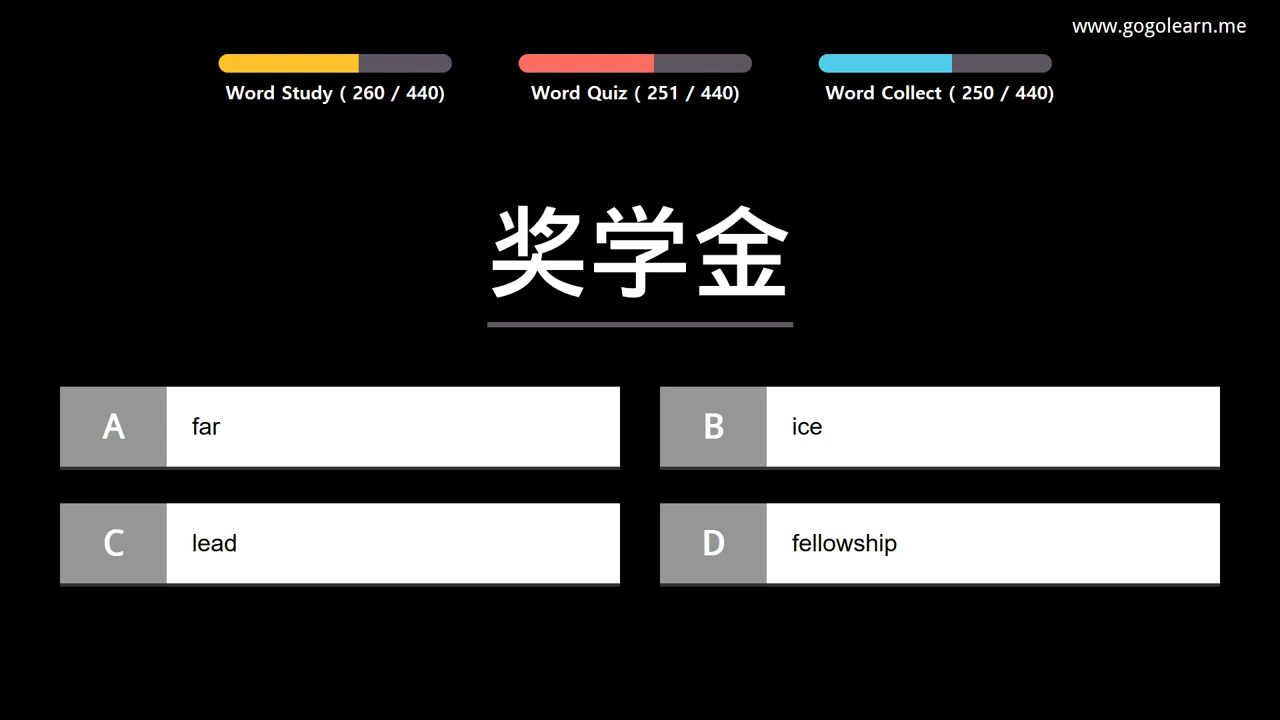 www.gogolearn.me
Word Study ( 260 / 440)
Word Quiz ( 251 / 440)
Word Collect ( 250 / 440)
奖学金
A far
B ice
C lead
D fellowship